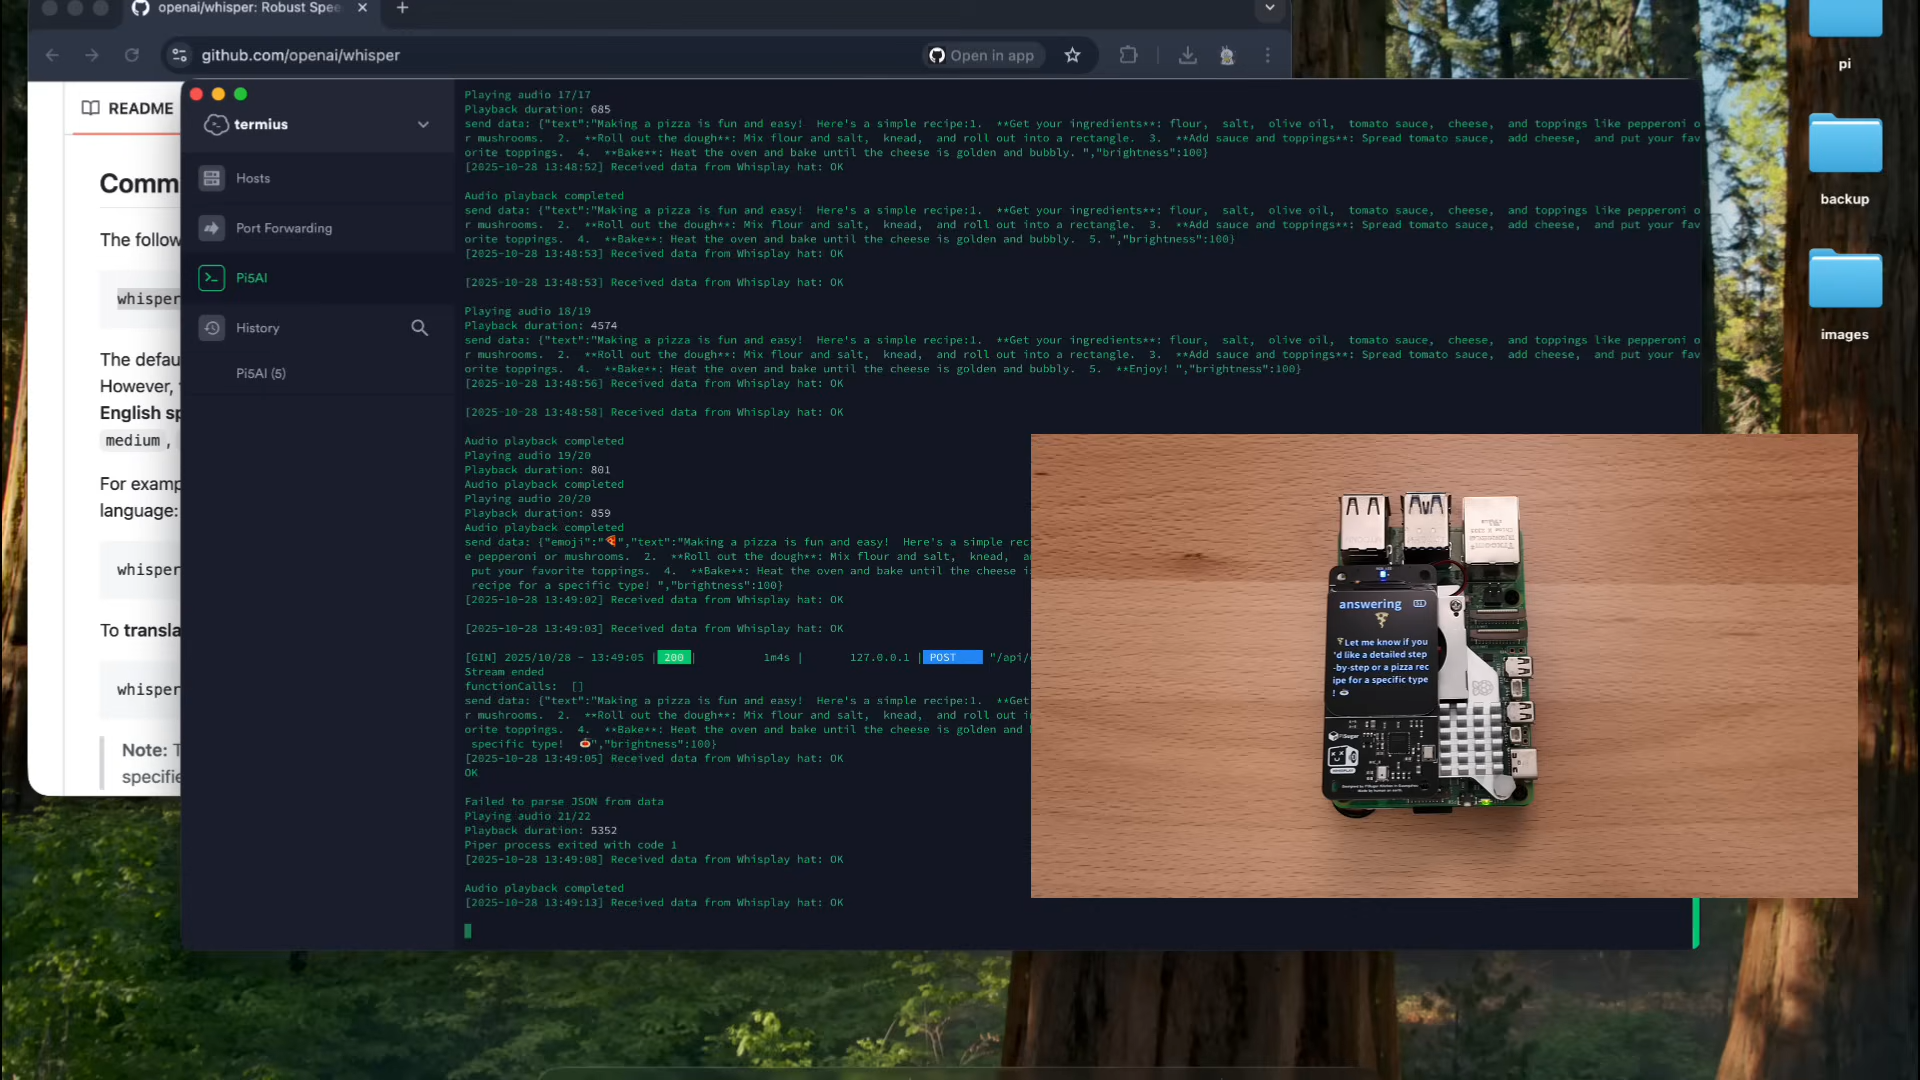 openai/whisper: Robust Spee
github.com/openai/whisper
Open in app
README
Comm
The follow
whisper
The defau
However, 
English sp
medium ,
For examp
language:
whisper
To transla
whisper
Note: T
specifie
termius
Hosts
Port Forwarding
Pi5AI
History
Pi5AI (5)
Playing audio 17/17
Playback duration: 685
send data: {"text":"Making a pizza is fun and easy!  Here's a simple recipe:1.  **Get your ingredients**: flour,  salt,  olive oil,  tomato sauce,  cheese,  and toppings like pepperoni o
r mushrooms.  2.  **Roll out the dough**: Mix flour and salt,  knead,  and roll out into a rectangle.  3.  **Add sauce and toppings**: Spread tomato sauce,  add cheese,  and put your fav
orite toppings.  4.  **Bake**: Heat the oven and bake until the cheese is golden and bubbly. ","brightness":100}
[2025-10-28 13:48:52] Received data from Whisplay hat: OK
Audio playback completed
send data: {"text":"Making a pizza is fun and easy!  Here's a simple recipe:1.  **Get your ingredients**: flour,  salt,  olive oil,  tomato sauce,  cheese,  and toppings like pepperoni o
r mushrooms.  2.  **Roll out the dough**: Mix flour and salt,  knead,  and roll out into a rectangle.  3.  **Add sauce and toppings**: Spread tomato sauce,  add cheese,  and put your fav
orite toppings.  4.  **Bake**: Heat the oven and bake until the cheese is golden and bubbly. 5. ","brightness":100}
[2025-10-28 13:48:53] Received data from Whisplay hat: OK
[2025-10-28 13:48:53] Received data from Whisplay hat: OK
Playing audio 18/19
Playback duration: 4574
send data: {"text":"Making a pizza is fun and easy!  Here's a simple recipe:1.  **Get your ingredients**: flour,  salt,  olive oil,  tomato sauce,  cheese,  and toppings like pepperoni o
r mushrooms.  2.  **Roll out the dough**: Mix flour and salt,  knead,  and roll out into a rectangle.  3.  **Add sauce and toppings**: Spread tomato sauce,  add cheese,  and put your fav
orite toppings.  4.  **Bake**: Heat the oven and bake until the cheese is golden and bubbly.  5.  **Enjoy! ","brightness":100}
[2025-10-28 13:48:56] Received data from Whisplay hat: OK
[2025-10-28 13:48:58] Received data from Whisplay hat: OK
Audio playback completed
Playing audio 19/20
Playback duration: 801
Audio playback completed
Playing audio 20/20
Playback duration: 859
Audio playback completed
send data: {"emoji":"🍕","text":"Making a pizza is fun and easy!  Here's a simple rec
e pepperoni or mushrooms.  2.  **Roll out the dough**: Mix flour and salt,  knead,
put your favorite toppings.  4.  **Bake**: Heat the oven and bake until the cheese i
recipe for a specific type! ","brightness":100}
[2025-10-28 13:49:02] Received data from Whisplay hat: OK
[2025-10-28 13:49:03] Received data from Whisplay hat: OK
[GIN] 2025/10/28 - 13:49:05 | 200 | 1m4s | 127.0.0.1 | POST "/api/
Stream ended
functionCalls:  []
send data: {"text":"Making a pizza is fun and easy!  Here's a simple recipe:1.  **Get
r mushrooms.  2.  **Roll out the dough**: Mix flour and salt,  knead,  and roll out i
orite toppings.  4.  **Bake**: Heat the oven and bake until the cheese is golden and
specific type!  🍝","brightness":100}
[2025-10-28 13:49:05] Received data from Whisplay hat: OK
OK
Failed to parse JSON from data
Playing audio 21/22
Playback duration: 5352
Piper process exited with code 1
[2025-10-28 13:49:08] Received data from Whisplay hat: OK
Audio playback completed
[2025-10-28 13:49:13] Received data from Whisplay hat: OK
answering
Let me know if you
'd like a detailed step
-by-step or a pizza rec
ipe for a specific type
!
PiSugar
pi
backup
images